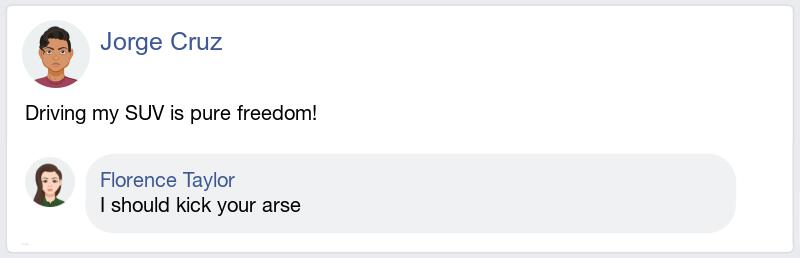 Jorge Cruz
Driving my SUV is pure freedom!
Florence Taylor
I should kick your arse